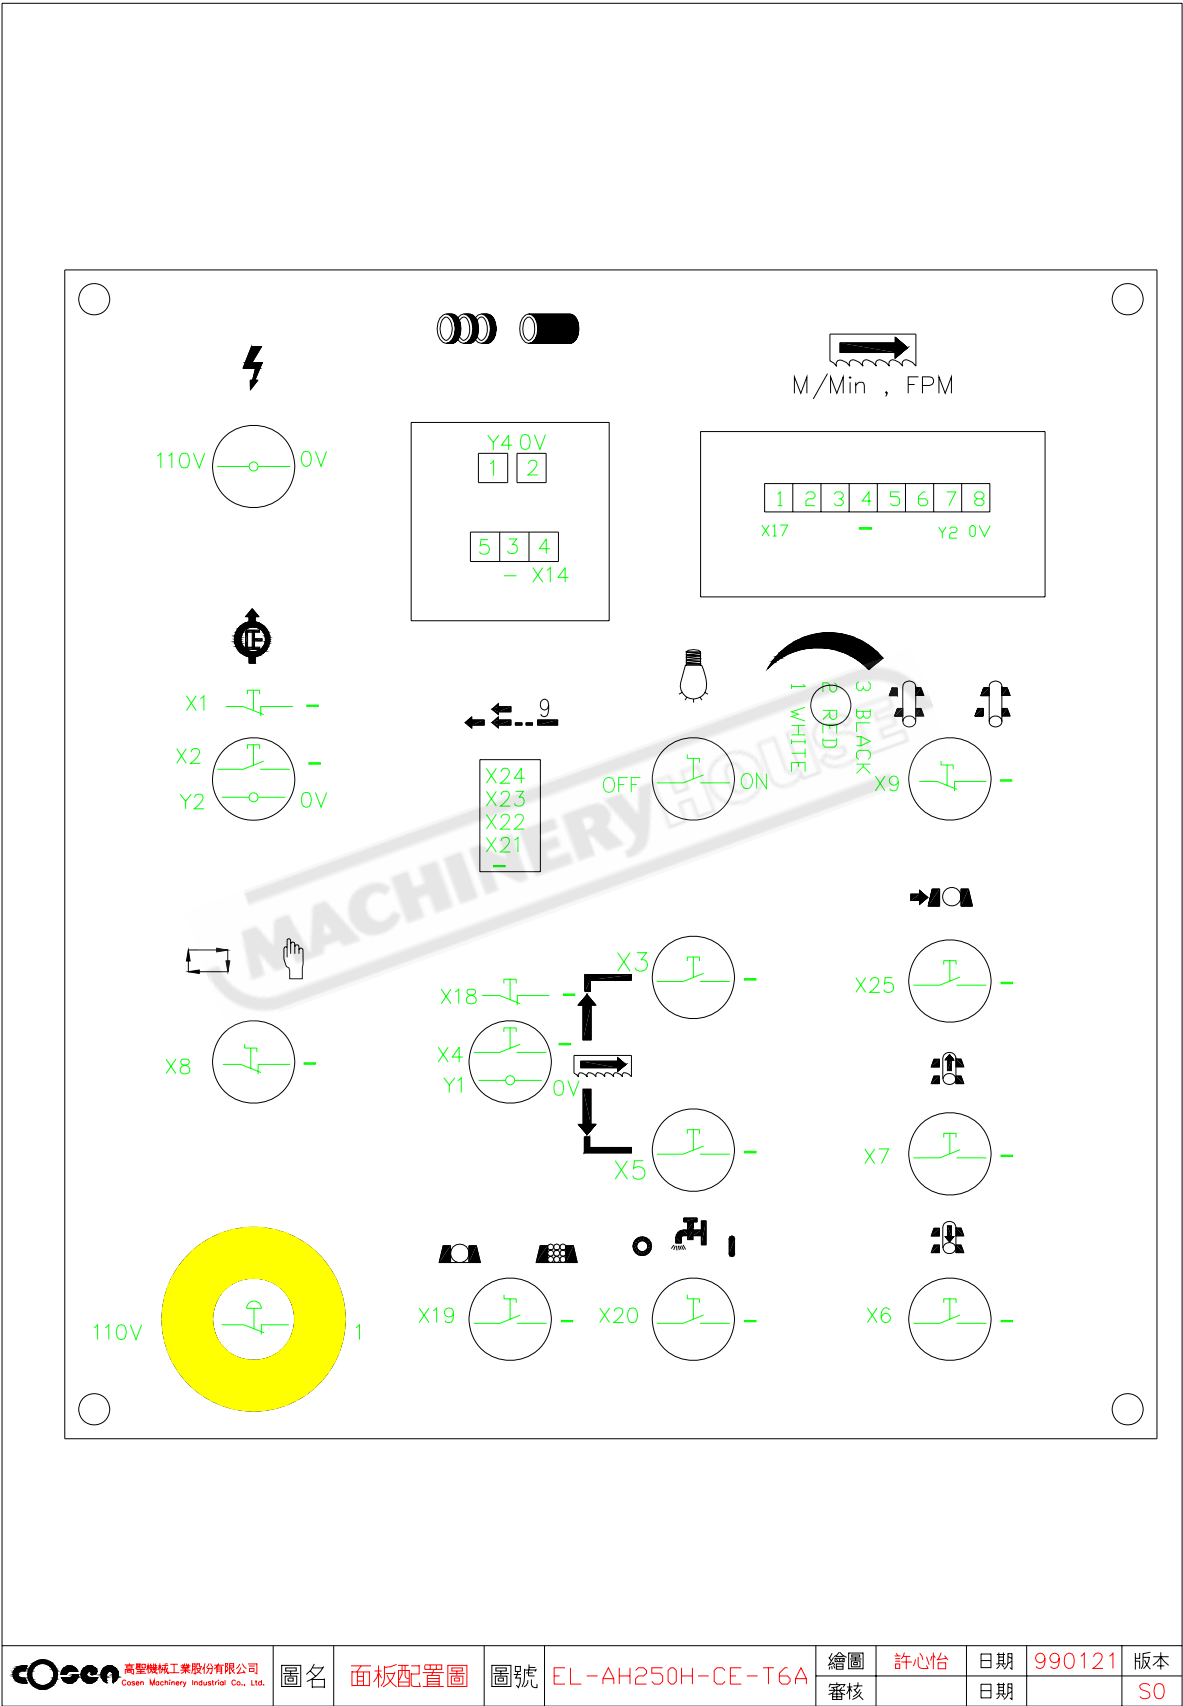 M/Min , FPM
110V
0V
Y4 0V
1 2
5 3 4
- X14
1 2 3 4 5 6 7 8
X17 - Y2 0V
X1 -
X2 -
Y2 0V
9
X24
X23
X22
X21
-
OFF
ON
3 BLACK
2 RED
1 WHITE
X9 -
MACHINERYHOUSE
X3 -
X25 -
X18 -
X4 -
Y1 0V
X8 -
X5 -
X7 -
110V
1
X19 -
X20 -
X6 -
cosen
高聖機械工業股份有限公司
Cosen Machinery Industrial Co., Ltd.
圖名 面板配置圖
圖號 EL-AH250H-CE-T6A
繪圖 許心怡 日期 990121 版本
審核 日期 S0